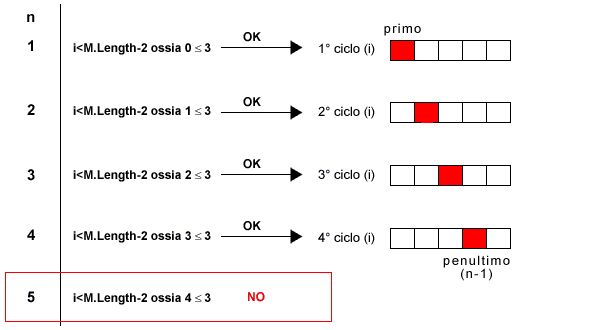 n
primo
1 i<M.Length-2 ossia 0 ≤ 3 OK 1° ciclo (i)
2 i<M.Length-2 ossia 1 ≤ 3 OK 2° ciclo (i)
3 i<M.Length-2 ossia 2 ≤ 3 OK 3° ciclo (i)
4 i<M.Length-2 ossia 3 ≤ 3 OK 4° ciclo (i)
penultimo
(n-1)
5 i<M.Length-2 ossia 4 ≤ 3 NO